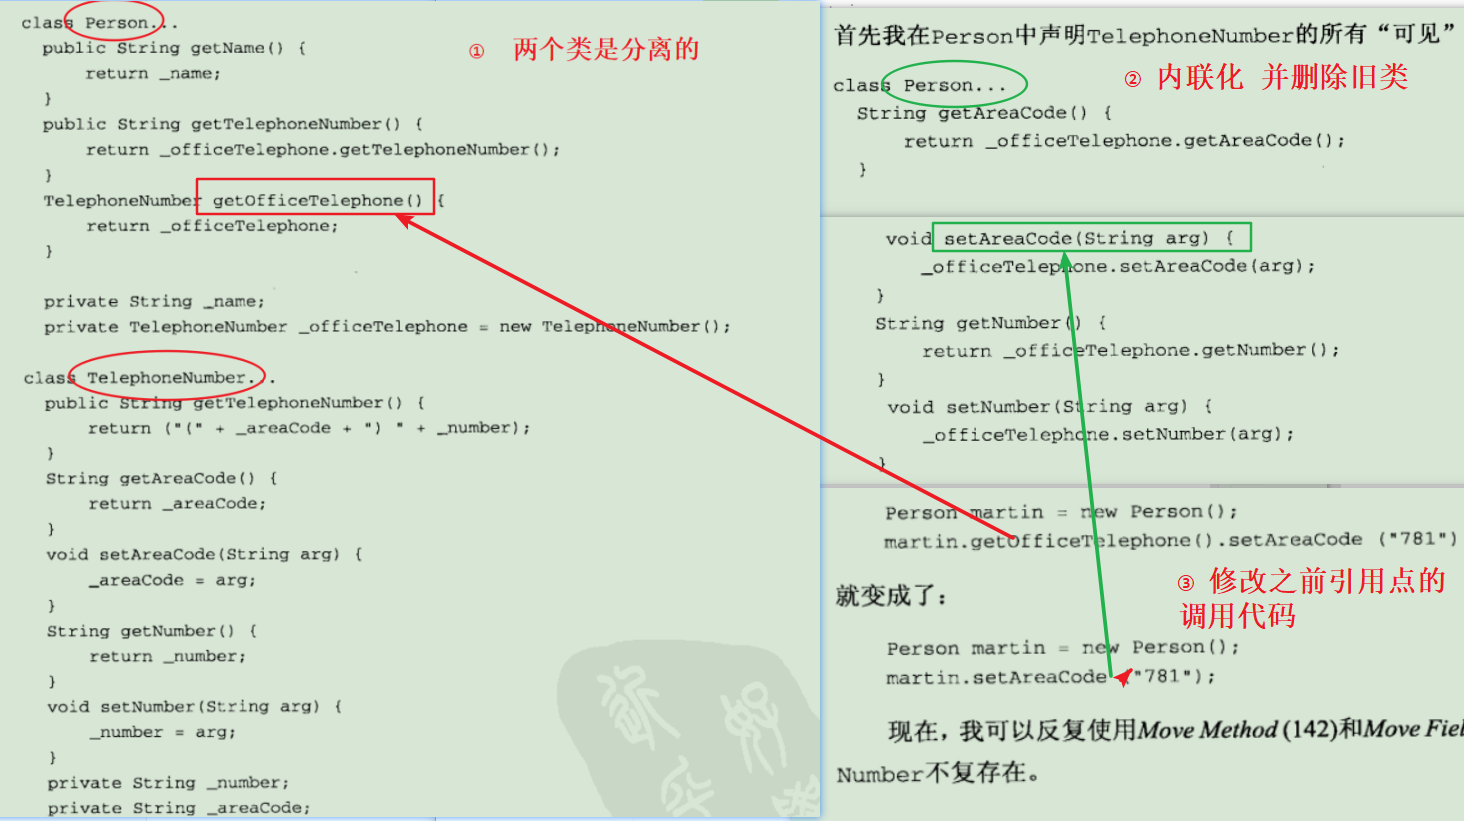 class Person...
public String getName() {
return _name;
}
public String getTelephoneNumber() {
return _officeTelephone.getTelephoneNumber();
}
TelephoneNumber getOfficeTelephone() {
return _officeTelephone;
}
private String _name;
private TelephoneNumber _officeTelephone = new TelephoneNumber();
class TelephoneNumber...
public String getTelephoneNumber() {
return ("(" + _areaCode + ") " + _number);
}
String getAreaCode() {
return _areaCode;
}
void setAreaCode(String arg) {
_areaCode = arg;
}
String getNumber() {
return _number;
}
void setNumber(String arg) {
_number = arg;
}
private String _number;
private String _areaCode;
① 两个类是分离的
首先我在Person中声明TelephoneNumber的所有“可见”
② 内联化 并删除旧类
class Person...
String getAreaCode() {
return _officeTelephone.getAreaCode();
}
void setAreaCode(String arg) {
_officeTelephone.setAreaCode(arg);
}
String getNumber() {
return _officeTelephone.getNumber();
}
void setNumber(String arg) {
_officeTelephone.setNumber(arg);
}
Person martin = new Person();
martin.getOfficeTelephone().setAreaCode ("781")
③ 修改之前引用点的
调用代码
就变成了：
Person martin = new Person();
martin.setAreaCode ("781");
现在，我可以反复使用Move Method (142)和Move Fiel
Number不复存在。